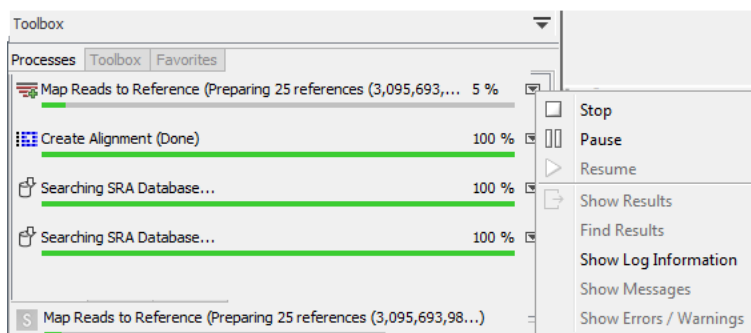 Toolbox
Processes Toolbox Favorites
Map Reads to Reference (Preparing 25 references (3,095,693,... 5 %
Create Alignment (Done) 100 %
Searching SRA Database... 100 %
Searching SRA Database... 100 %
S Map Reads to Reference (Preparing 25 references (3,095,693,98...)
Stop
Pause
Resume
Show Results
Find Results
Show Log Information
Show Messages
Show Errors / Warnings